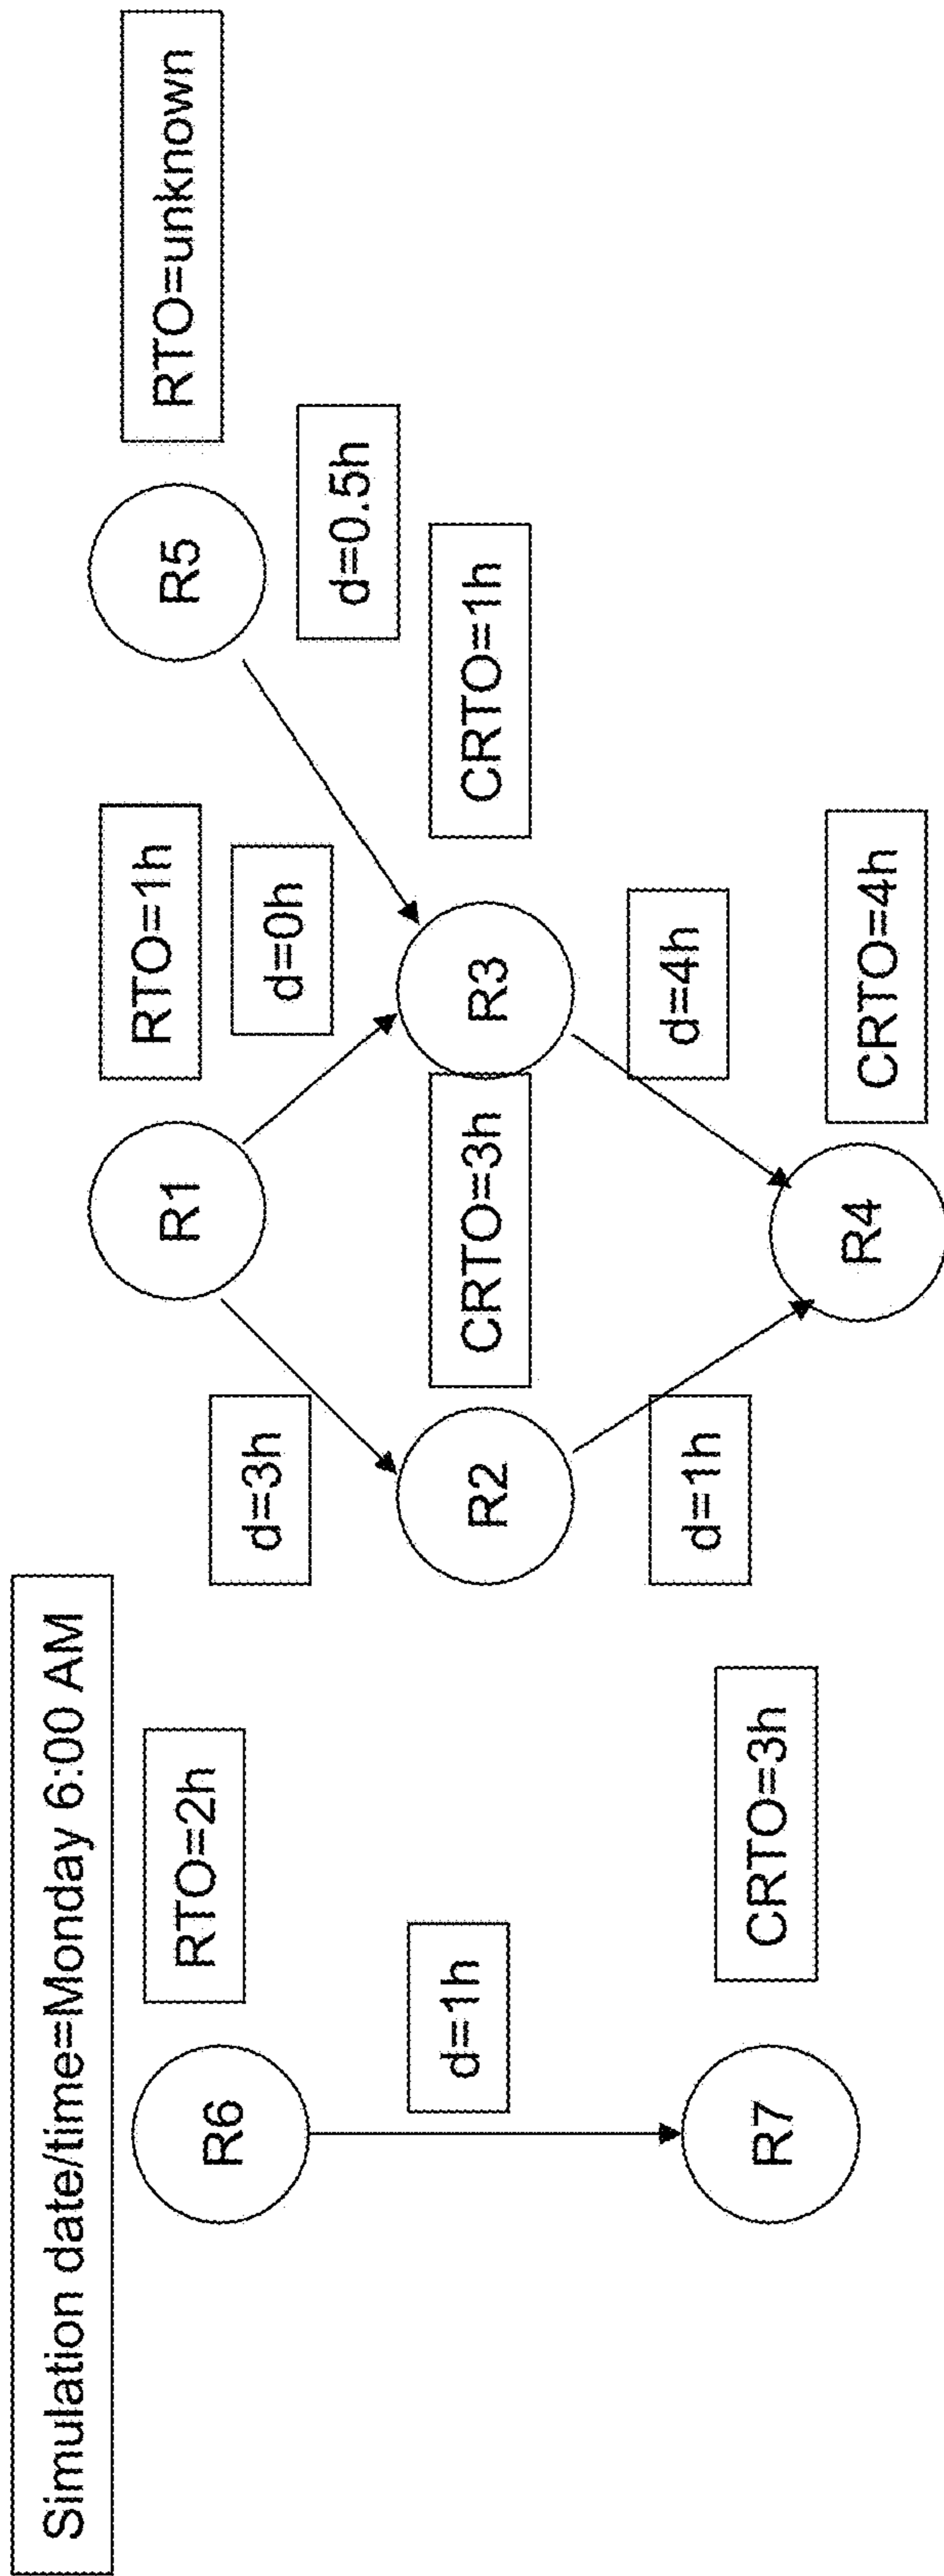 Simulation date/time=Monday 6:00 AM
R6
RTO=2h
d=1h
R7
CRTO=3h
R1
RTO=1h
R5
RTO=unknown
d=3h
d=0h
d=0.5h
R2
CRTO=3h
R3
CRTO=1h
d=1h
d=4h
R4
CRTO=4h